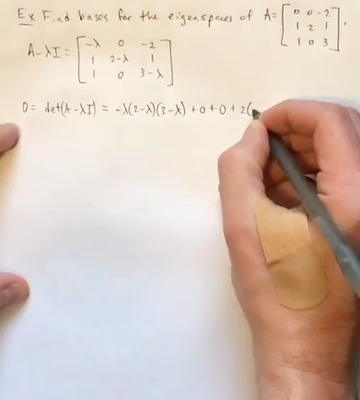 Ex Find bases for the eigenspaces of A = [0 0 -2
1 2 1
1 0 3].
A-λI = [-λ 0 -2
1 2-λ 1
1 0 3-λ]
0 = det(A-λI) = -λ(2-λ)(3-λ) + 0 + 0 + 2(